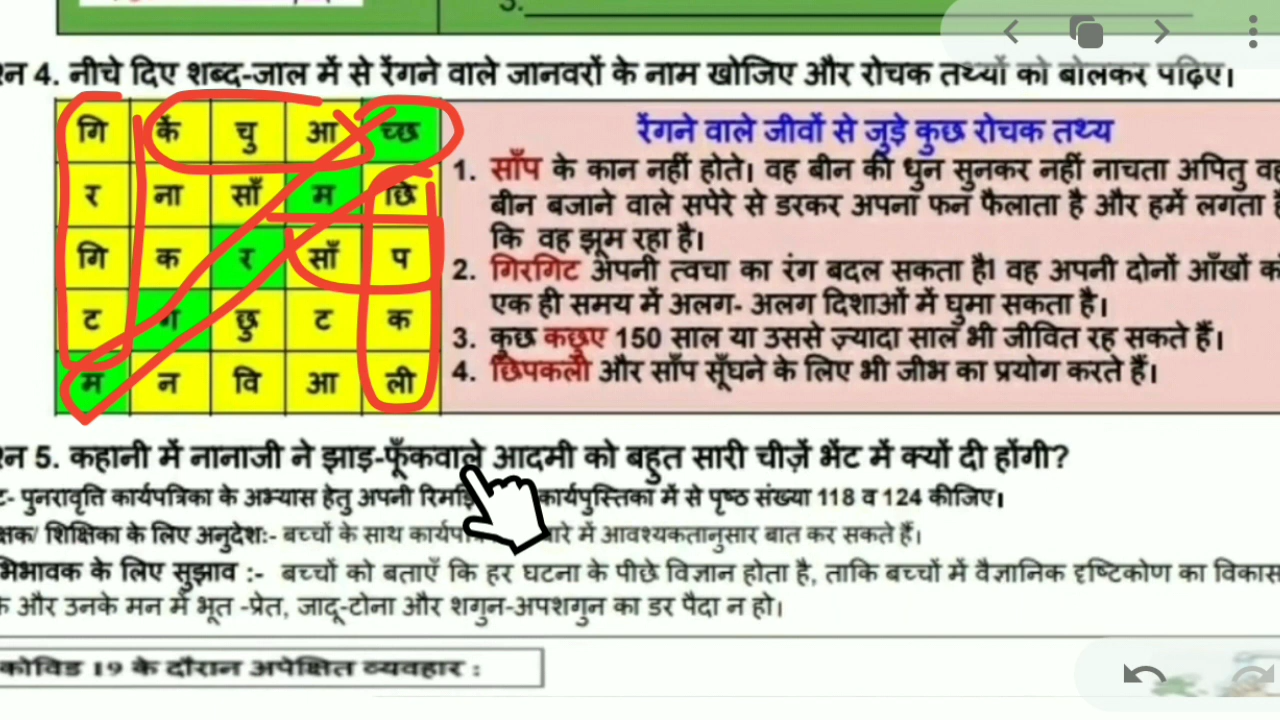 3.
न 4. नीचे दिए शब्द-जाल में से रेंगने वाले जानवरों के नाम खोजिए और रोचक तथ्यों को बोलकर पढ़िए।
गि कें चु आ च्छ
र ना साँ म छि
गि क र साँ प
ट ग छु ट क
म न वि आ ली
रेंगने वाले जीवों से जुड़े कुछ रोचक तथ्य
1. साँप के कान नहीं होते। वह बीन की धुन सुनकर नहीं नाचता अपितु वह
बीन बजाने वाले सपेरे से डरकर अपना फन फैलाता है और हमें लगता है
कि वह झूम रहा है।
2. गिरगिट अपनी त्वचा का रंग बदल सकता है। वह अपनी दोनों आँखों को
एक ही समय में अलग- अलग दिशाओं में घुमा सकता है।
3. कुछ कछुए 150 साल या उससे ज़्यादा साल भी जीवित रह सकते हैं।
4. छिपकली और साँप सूँघने के लिए भी जीभ का प्रयोग करते हैं।
न 5. कहानी में नानाजी ने झाड़-फूँकवाले आदमी को बहुत सारी चीज़ें भेंट में क्यों दी होंगी?
ट- पुनरावृत्ति कार्यपत्रिका के अभ्यास हेतु अपनी कार्यपुस्तिका में से पृष्ठ संख्या 118 व 124 कीजिए।
क्षक/ शिक्षिका के लिए अनुदेश:- बच्चों के साथ में आवश्यकतानुसार बात कर सकते हैं।
भिभावक के लिए सुझाव :- बच्चों को बताएँ कि हर घटना के पीछे विज्ञान होता है, ताकि बच्चों में वैज्ञानिक दृष्टिकोण का विकास
और उनके मन में भूत -प्रेत, जादू-टोना और शगुन-अपशगुन का डर पैदा न हो।
कोविड 19 के दौरान अपेक्षित व्यवहार :